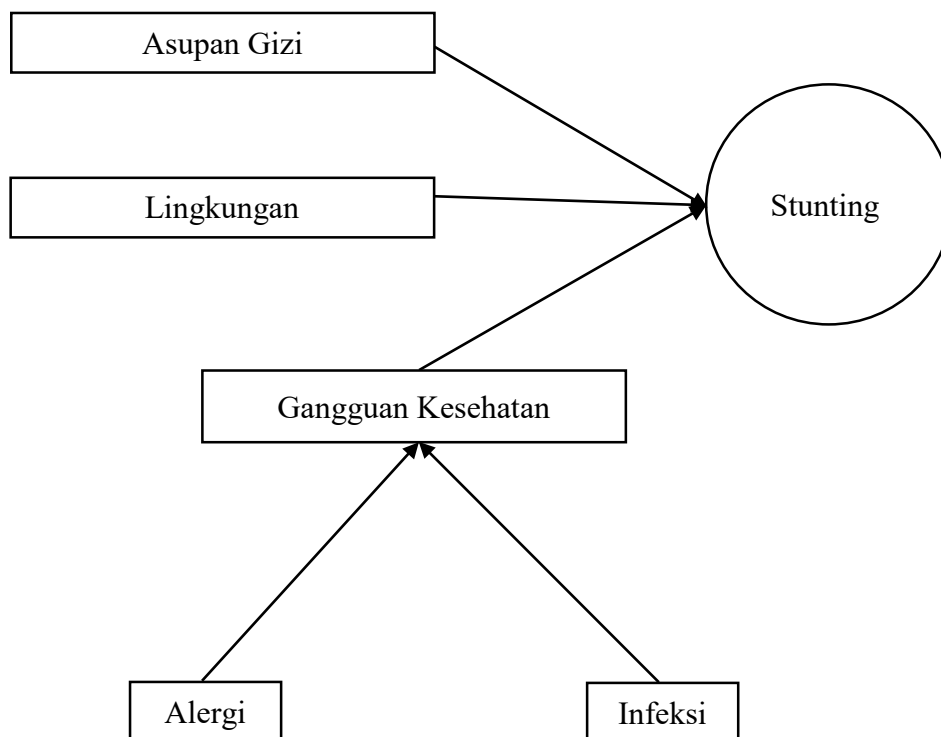 Asupan Gizi
Lingkungan
Stunting
Gangguan Kesehatan
Alergi
Infeksi